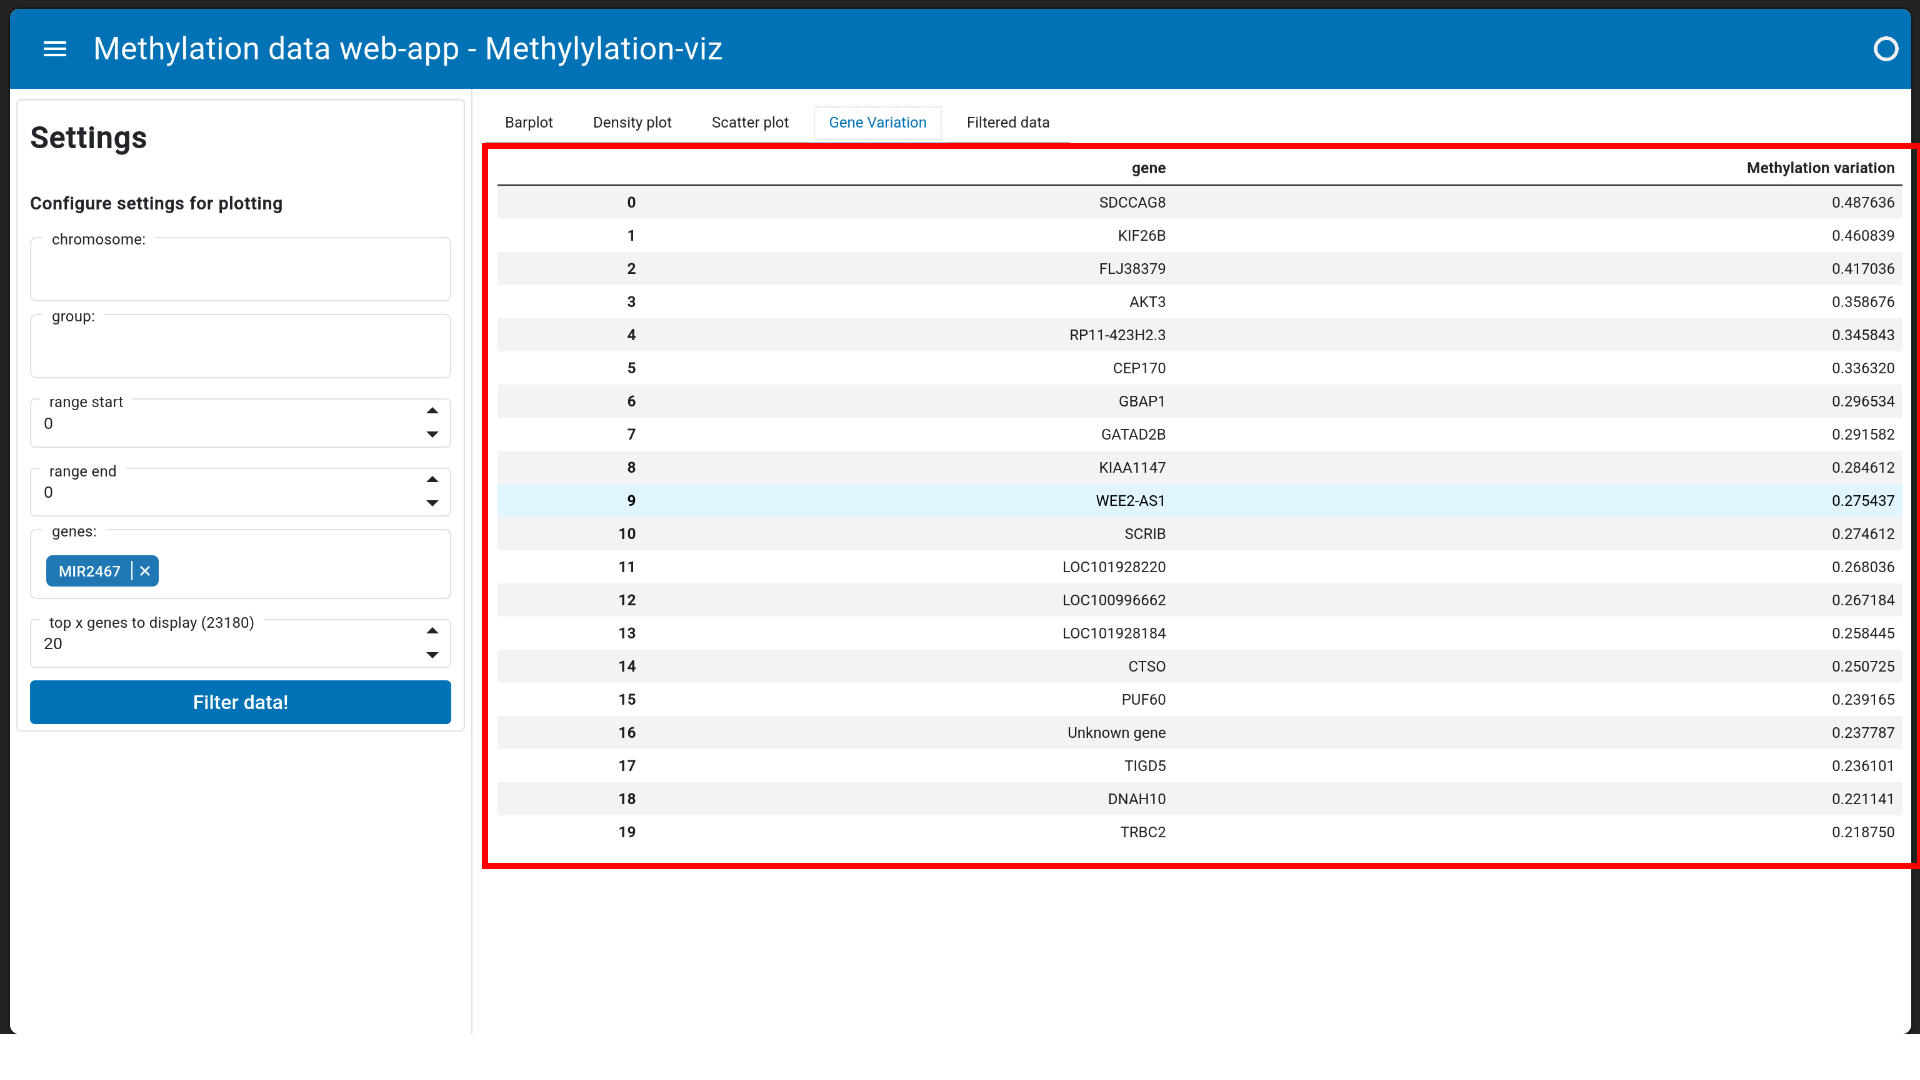 Methylation data web-app - Methylylation-viz
Settings
Configure settings for plotting
chromosome:
group:
range start
0
range end
0
genes:
MIR2467 ×
top x genes to display (23180)
20
Filter data!
Barplot Density plot Scatter plot Gene Variation Filtered data
gene Methylation variation
0 SDCCAG8 0.487636
1 KIF26B 0.460839
2 FLJ38379 0.417036
3 AKT3 0.358676
4 RP11-423H2.3 0.345843
5 CEP170 0.336320
6 GBAP1 0.296534
7 GATAD2B 0.291582
8 KIAA1147 0.284612
9 WEE2-AS1 0.275437
10 SCRIB 0.274612
11 LOC101928220 0.268036
12 LOC100996662 0.267184
13 LOC101928184 0.258445
14 CTSO 0.250725
15 PUF60 0.239165
16 Unknown gene 0.237787
17 TIGD5 0.236101
18 DNAH10 0.221141
19 TRBC2 0.218750